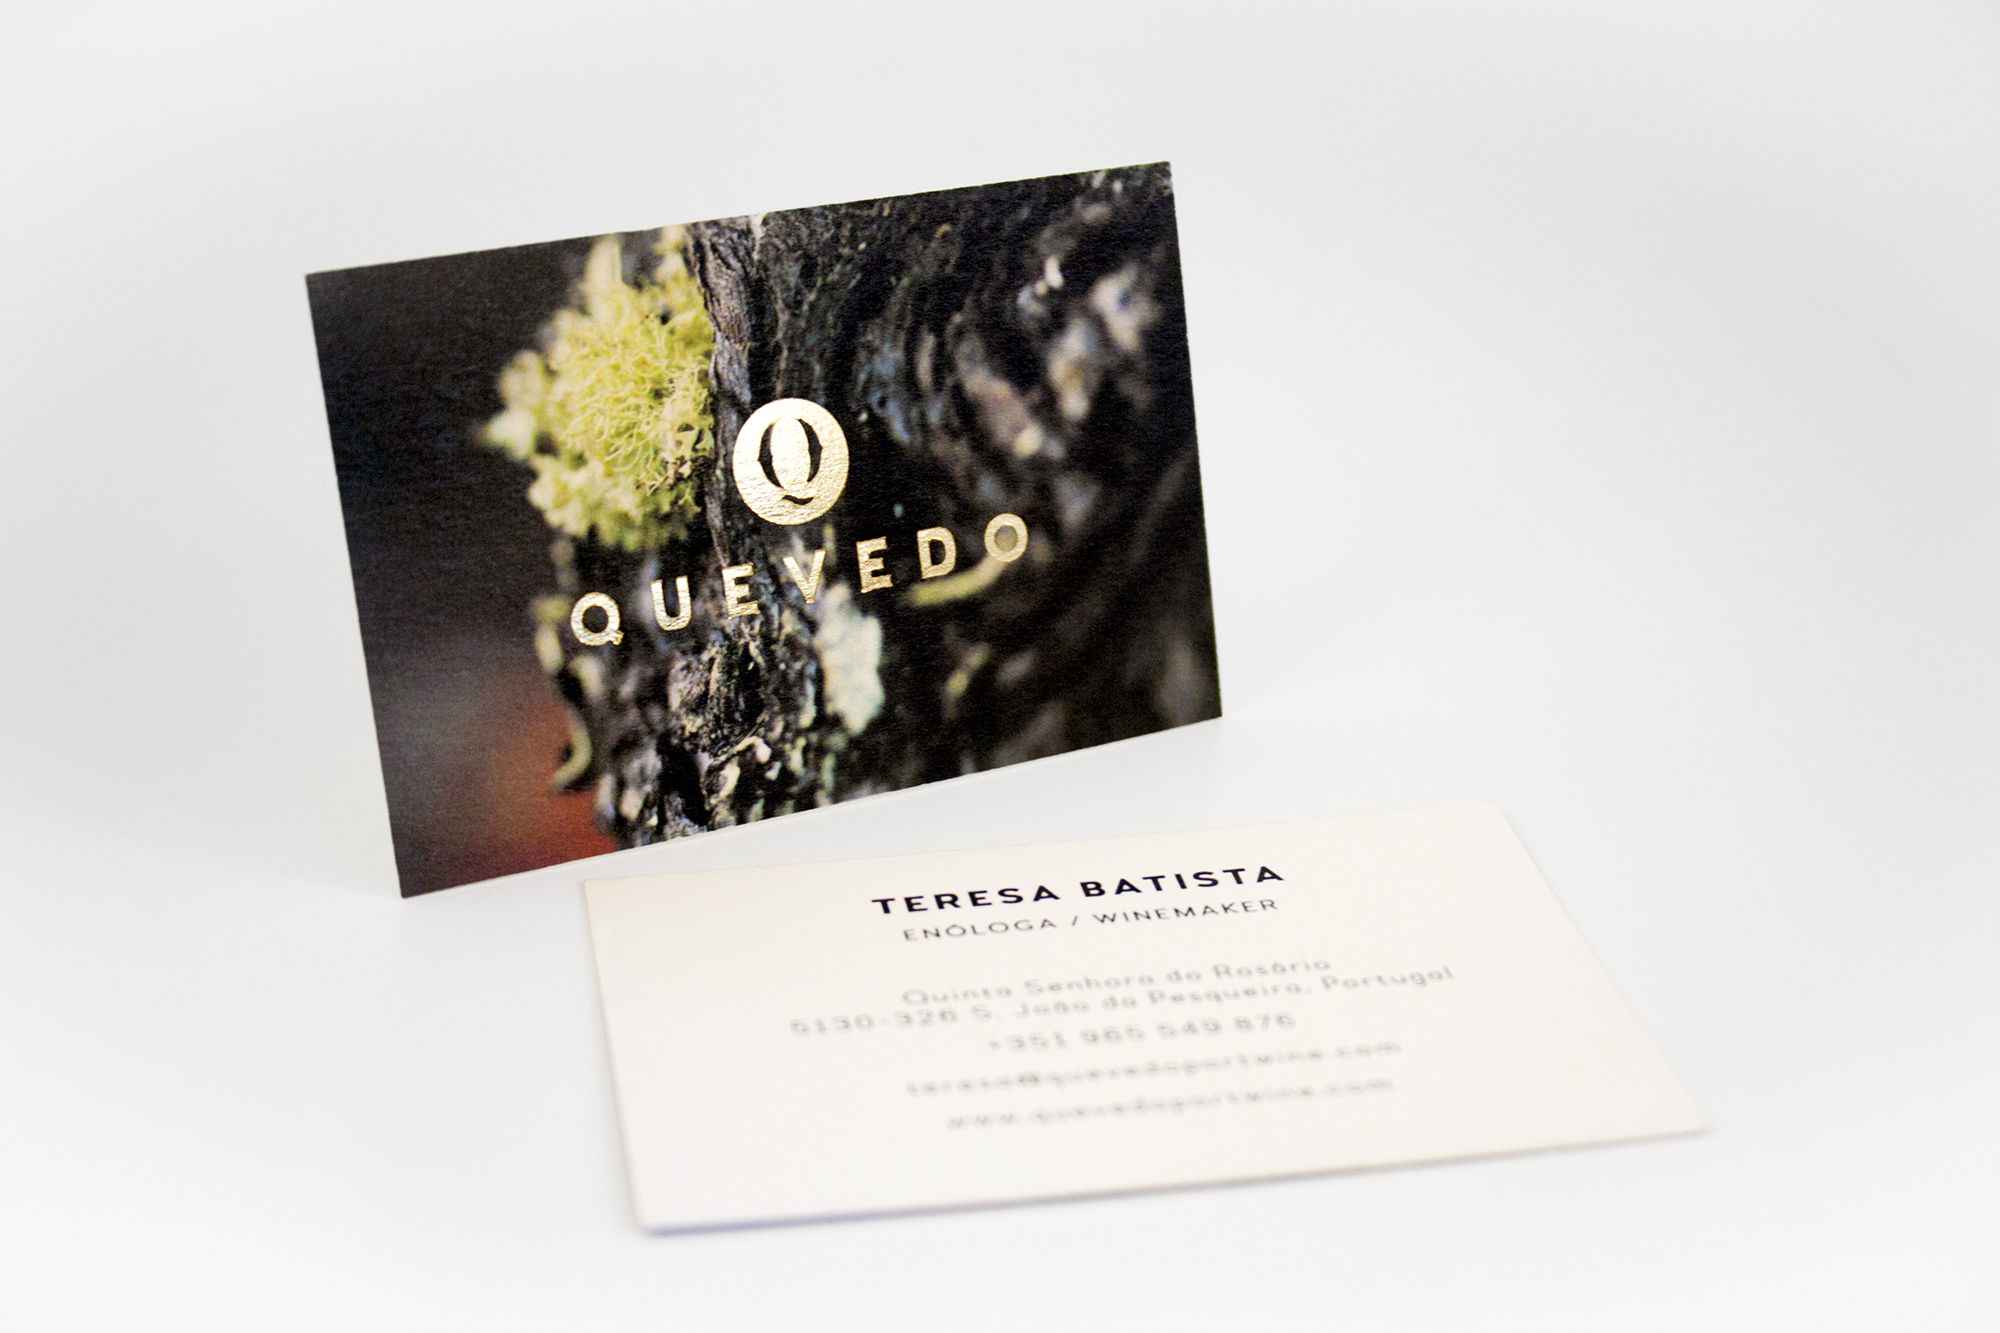 Q
QUEVEDO
TERESA BATISTA
ENÓLOGA / WINEMAKER
Quinta Senhora do Rosário
5130-326 S. João da Pesqueira, Portugal
+351 965 549 876
teresa@quevedoportwine.com
www.quevedoportwine.com